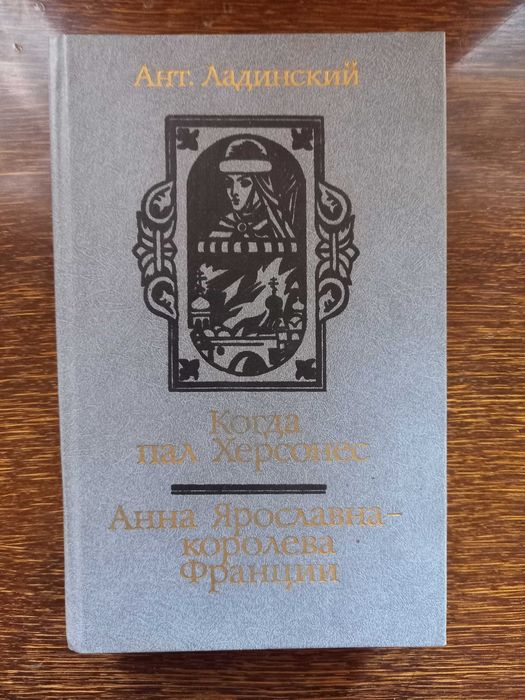 Ант. Ладинский
Когда
пал Херсонес
Анна Ярославна –
королева
Франции